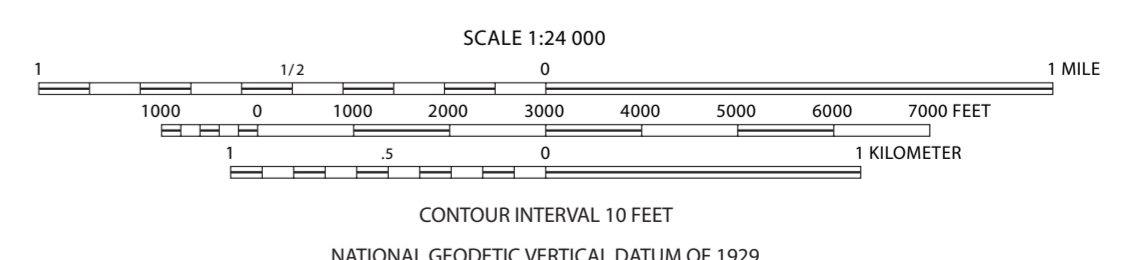 SCALE 1:24 000
1 1/2 0 1 MILE
1000 0 1000 2000 3000 4000 5000 6000 7000 FEET
1 .5 0 1 KILOMETER
CONTOUR INTERVAL 10 FEET
NATIONAL GEODETIC VERTICAL DATUM OF 1929